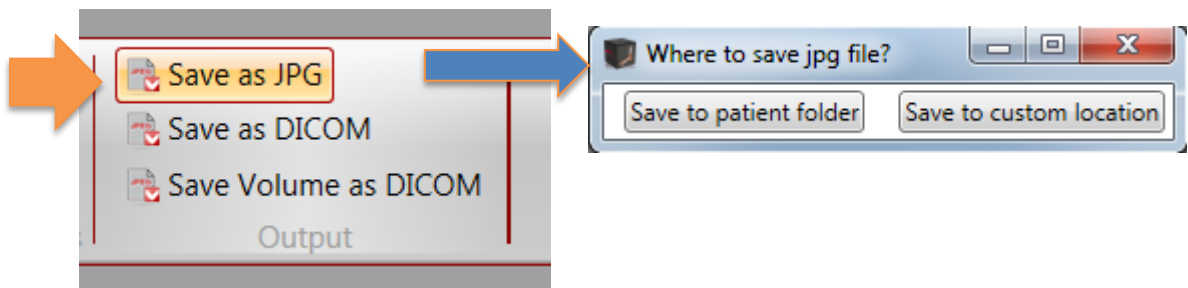 Save as JPG
Save as DICOM
Save Volume as DICOM
Output
Where to save jpg file?
Save to patient folder
Save to custom location